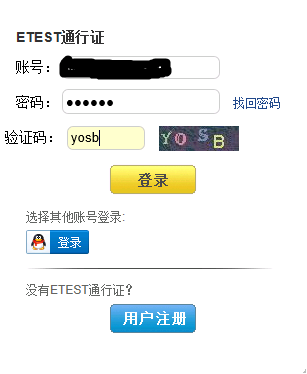 ETEST通行证
账号：
密码： ●●●●●● 找回密码
验证码： yosb YOSB
登录
选择其他账号登录:
登录
没有ETEST通行证？
用户注册